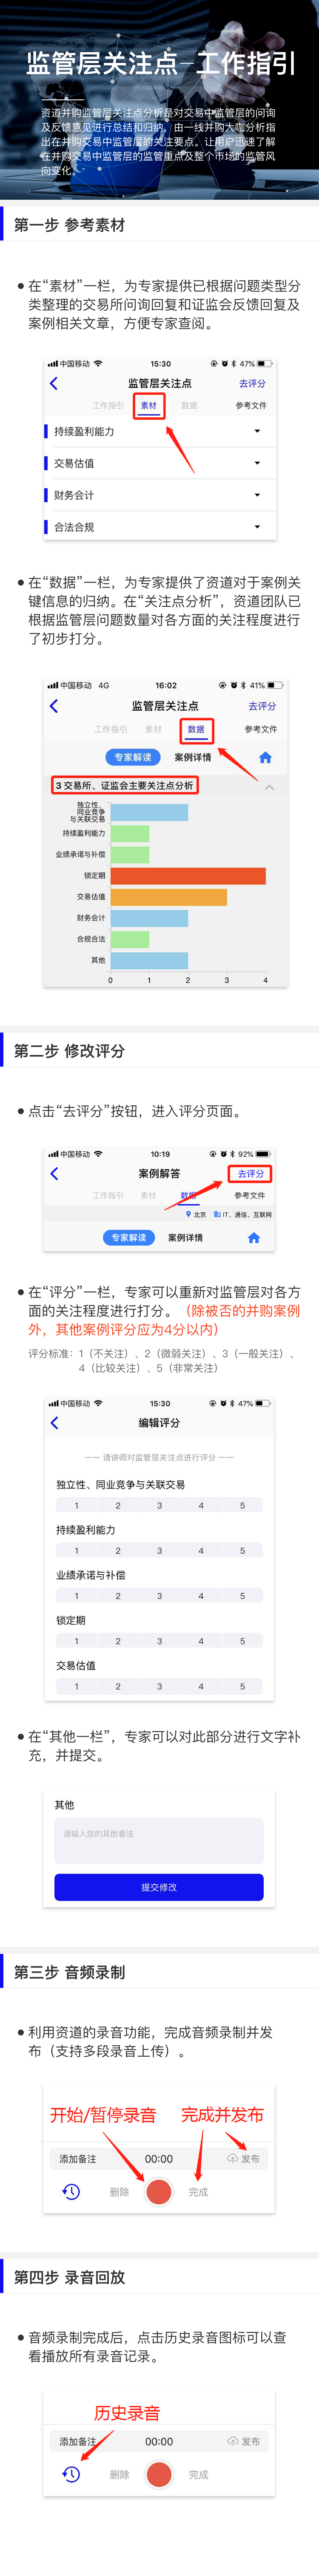 监管层关注点—工作指引
资道并购监管层关注点分析是对交易中监管层的问询
及反馈意见进行总结和归纳，由一线并购大咖分析指
出在并购交易中监管层的关注要点。让用户迅速了解
在并购交易中监管层的监管重点及整个市场的监管风
向变化。
第一步 参考素材
在“素材”一栏，为专家提供已根据问题类型分
类整理的交易所问询回复和证监会反馈回复及
案例相关文章，方便专家查阅。
中国移动 15:30 47%
监管层关注点 去评分
工作指引 素材 数据 参考文件
持续盈利能力
交易估值
财务会计
合法合规
在“数据”一栏，为专家提供了资道对于案例关
键信息的归纳。在“关注点分析”，资道团队已
根据监管层问题数量对各方面的关注程度进行
了初步打分。
中国移动 4G 16:02 41%
监管层关注点 去评分
工作指引 素材 数据 参考文件
专家解读 案例详情
3 交易所、证监会主要关注点分析
独立性、
同业竞争
与关联交易
持续盈利能力
业绩承诺与补偿
锁定期
交易估值
财务会计
合规合法
其他
0 1 2 3 4
第二步 修改评分
点击“去评分”按钮，进入评分页面。
中国移动 10:19 92%
案例解答 去评分
工作指引 素材 数据 参考文件
北京 IT、通信、互联网
专家解读 案例详情
在“评分”一栏，专家可以重新对监管层对各方
面的关注程度进行打分。（除被否的并购案例
外，其他案例评分应为4分以内）
评分标准：1（不关注）、2（微弱关注）、3（一般关注）、
4（比较关注）、5（非常关注）
中国移动 15:30 47%
编辑评分
—— 请讲师对监管层关注点进行评分 ——
独立性、同业竞争与关联交易
1 2 3 4 5
持续盈利能力
1 2 3 4 5
业绩承诺与补偿
1 2 3 4 5
锁定期
1 2 3 4 5
交易估值
1 2 3 4 5
在“其他一栏”，专家可以对此部分进行文字补
充，并提交。
其他
请输入您的其他看法
提交修改
第三步 音频录制
利用资道的录音功能，完成音频录制并发
布（支持多段录音上传）。
开始/暂停录音 完成并发布
添加备注 00:00 发布
删除 完成
第四步 录音回放
音频录制完成后，点击历史录音图标可以查
看播放所有录音记录。
历史录音
添加备注 00:00 发布
删除 完成